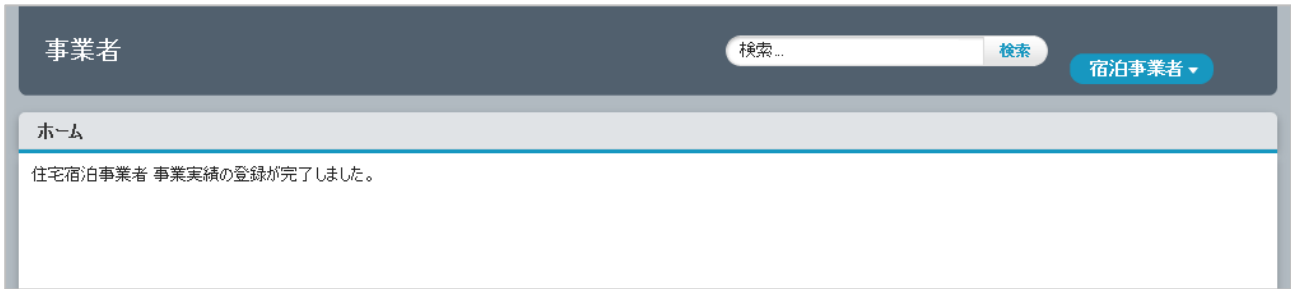 事業者
検索...
検索
宿泊事業者
ホーム
住宅宿泊事業者 事業実績の登録が完了しました。